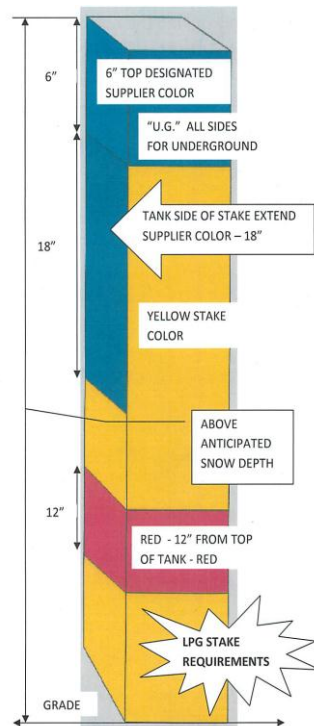 6”
6” TOP DESIGNATED
SUPPLIER COLOR
“U.G.” ALL SIDES
FOR UNDERGROUND
TANK SIDE OF STAKE EXTEND
SUPPLIER COLOR – 18”
18”
YELLOW STAKE
COLOR
ABOVE
ANTICIPATED
SNOW DEPTH
12”
RED - 12” FROM TOP
OF TANK - RED
LPG STAKE
REQUIREMENTS
GRADE